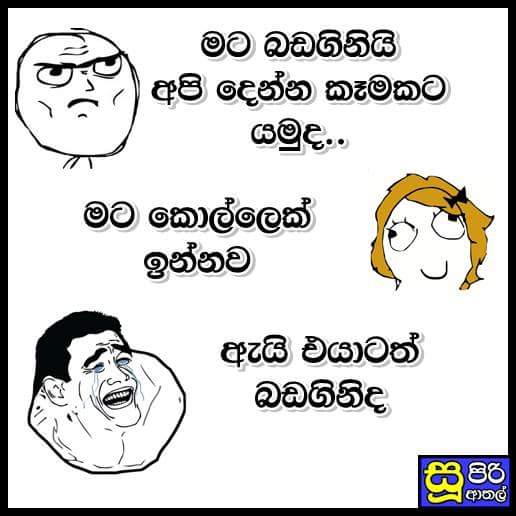 මට බඩගිනියි
අපි දෙන්න කෑමකට
යමුද..
මට කොල්ලෙක්
ඉන්නව
ඇයි එයාටත්
බඩගිනිද
සූපිරි
ආතල්